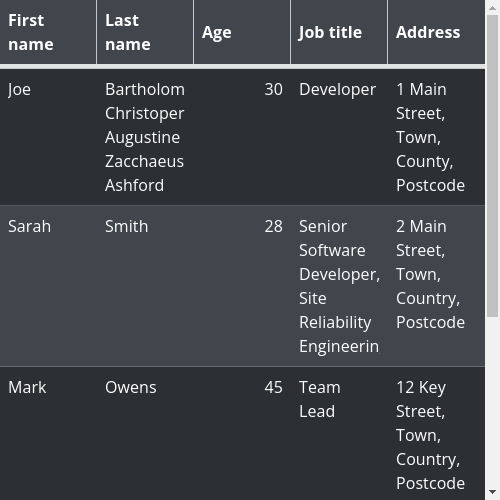 First name Last name Age Job title Address
Joe Bartholom Christoper Augustine Zacchaeus Ashford 30 Developer 1 Main Street, Town, County, Postcode
Sarah Smith 28 Senior Software Developer, Site Reliability Engineerin 2 Main Street, Town, Country, Postcode
Mark Owens 45 Team Lead 12 Key Street, Town, Country, Postcode